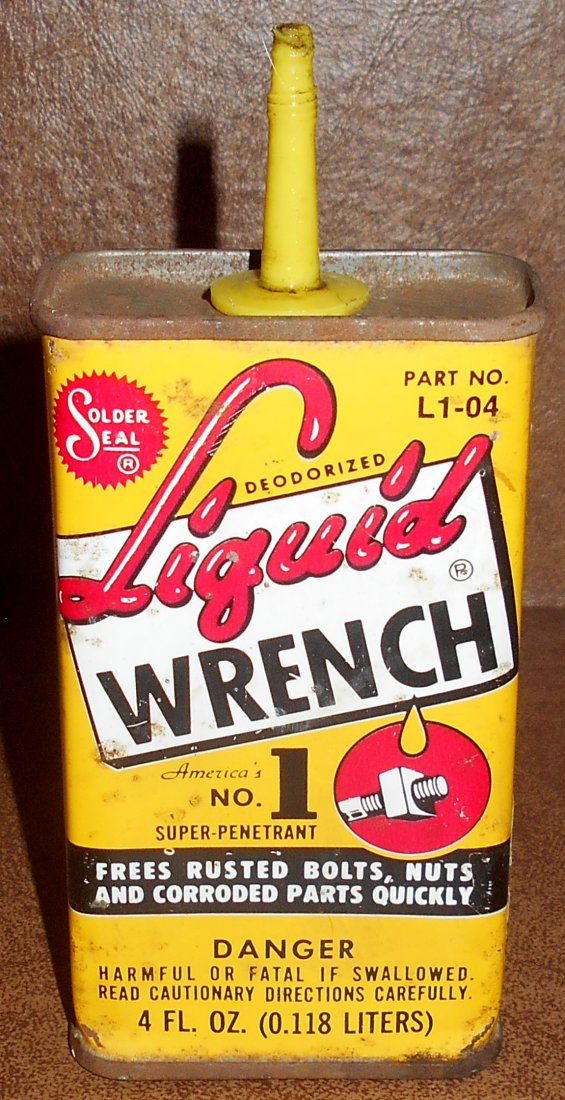 SOLDER
SEAL
®
PART NO.
L1-04
DEODORIZED
Liquid
®
WRENCH
America's
NO. 1
SUPER-PENETRANT
FREES RUSTED BOLTS, NUTS
AND CORRODED PARTS QUICKLY
DANGER
HARMFUL OR FATAL IF SWALLOWED.
READ CAUTIONARY DIRECTIONS CAREFULLY.
4 FL. OZ. (0.118 LITERS)